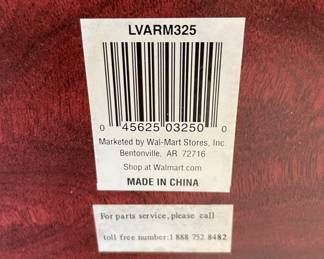 LVARM325
0 45625 03250 0
Marketed by Wal-Mart Stores, Inc.
Bentonville, AR 72716
Shop at Walmart.com
MADE IN CHINA
For parts service, please call
toll free number:1 888 752 8482